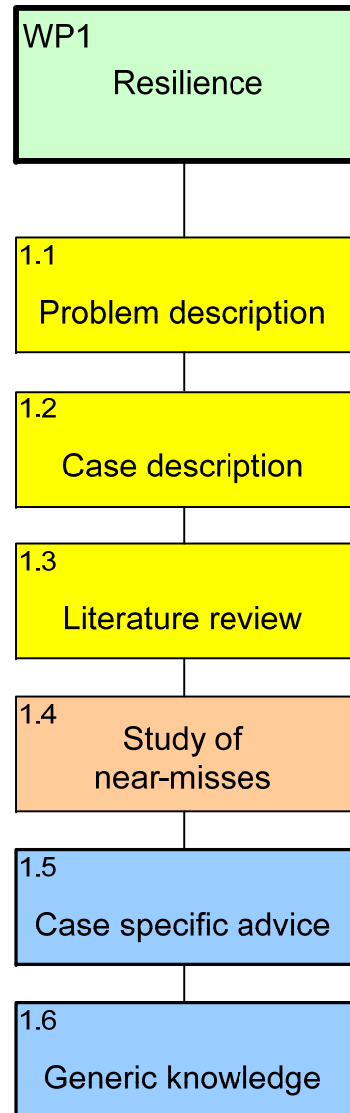 WP1
Resilience
1.1
Problem description
1.2
Case description
1.3
Literature review
1.4
Study of
near-misses
1.5
Case specific advice
1.6
Generic knowledge